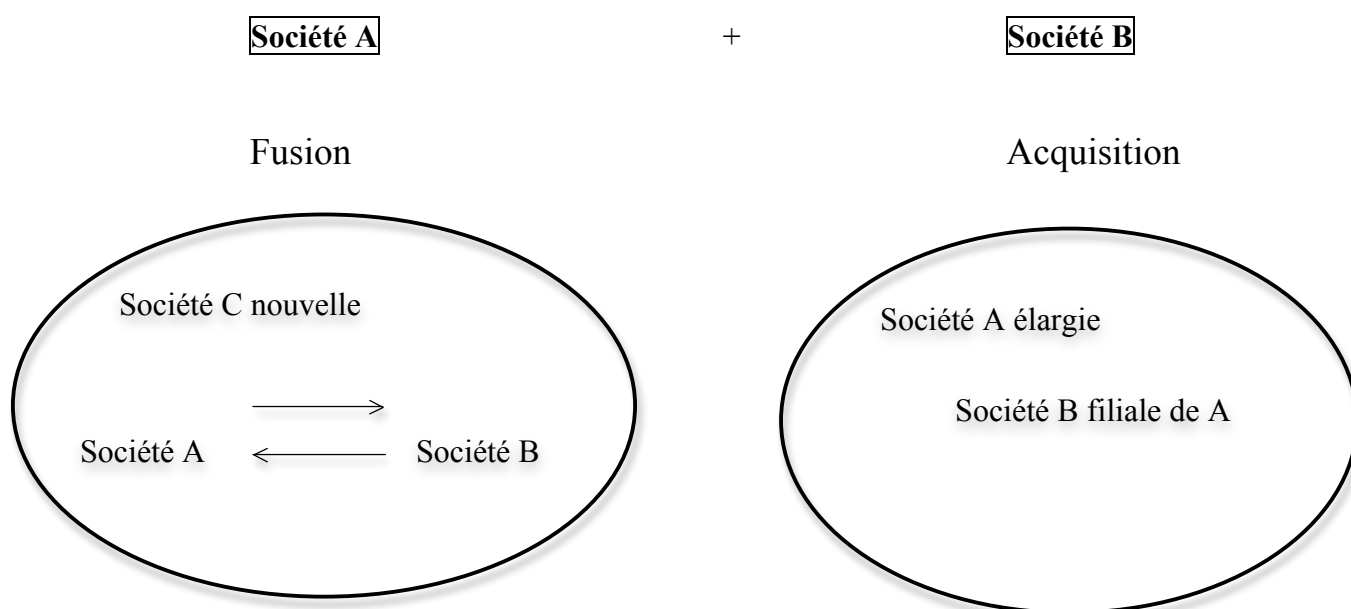 Société A + Société B
Fusion Acquisition
Société C nouvelle
Société A Société B
Société A élargie
Société B filiale de A